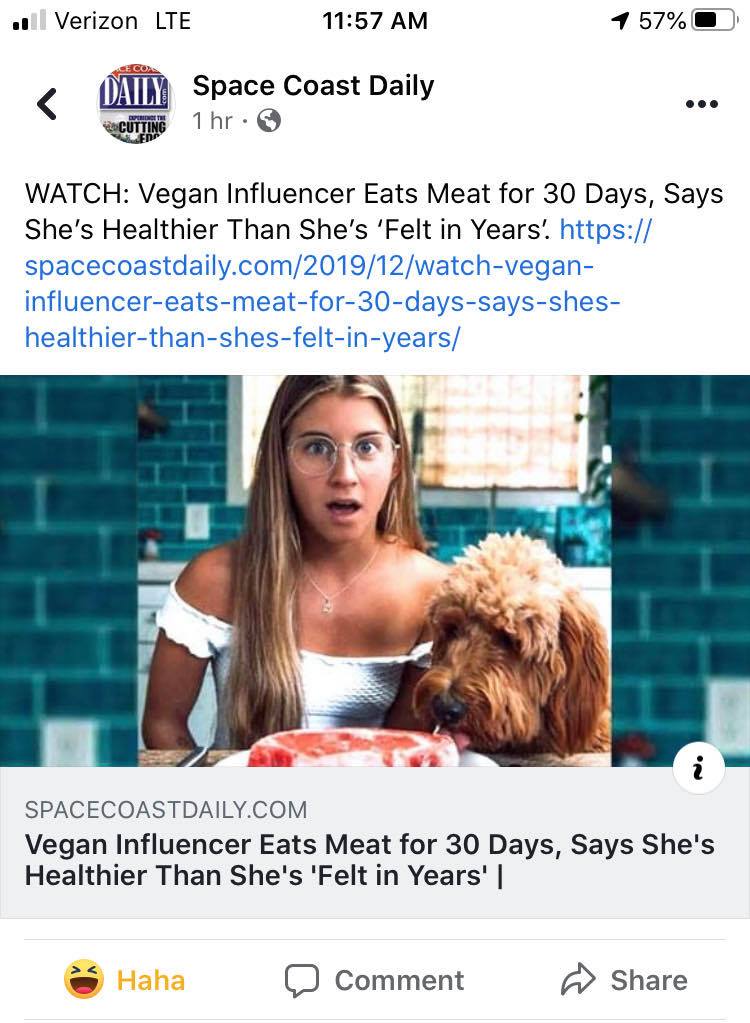 Verizon LTE 11:57 AM 57%
CE COA
DAILY
.COM
EXPERIENCE THE
CUTTING
EDG
Space Coast Daily
1 hr ·
WATCH: Vegan Influencer Eats Meat for 30 Days, Says
She's Healthier Than She's ‘Felt in Years’. https://
spacecoastdaily.com/2019/12/watch-vegan-
influencer-eats-meat-for-30-days-says-shes-
healthier-than-shes-felt-in-years/
i
SPACECOASTDAILY.COM
Vegan Influencer Eats Meat for 30 Days, Says She's
Healthier Than She's 'Felt in Years' |
Haha Comment Share